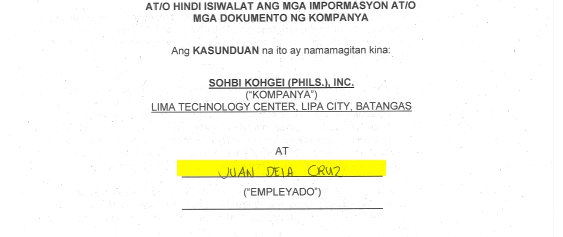 AT/O HINDI ISIWALAT ANG MGA IMPORMASYON AT/O
MGA DOKUMENTO NG KOMPANYA
Ang KASUNDUAN na ito ay namamagitan kina:
SOHBI KOHGEI (PHILS.), INC.
("KOMPANYA")
LIMA TECHNOLOGY CENTER, LIPA CITY, BATANGAS
AT
JUAN DELA CRUZ
("EMPLEYADO")